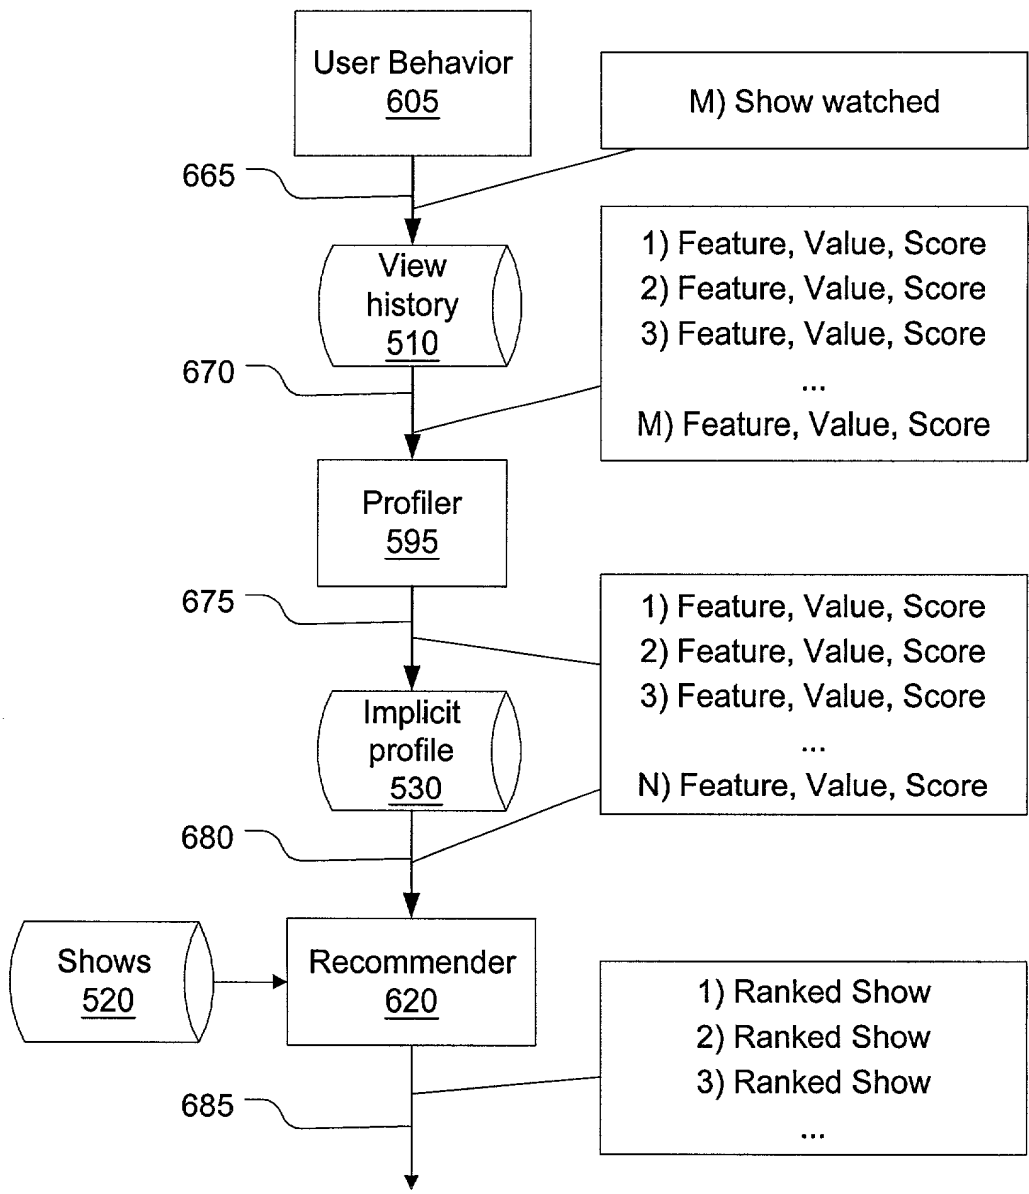 User Behavior
605
M) Show watched
665
1) Feature, Value, Score
2) Feature, Value, Score
3) Feature, Value, Score
...
M) Feature, Value, Score
View
history
510
670
Profiler
595
675
1) Feature, Value, Score
2) Feature, Value, Score
3) Feature, Value, Score
...
N) Feature, Value, Score
Implicit
profile
530
680
Shows
520
Recommender
620
1) Ranked Show
2) Ranked Show
3) Ranked Show
...
685